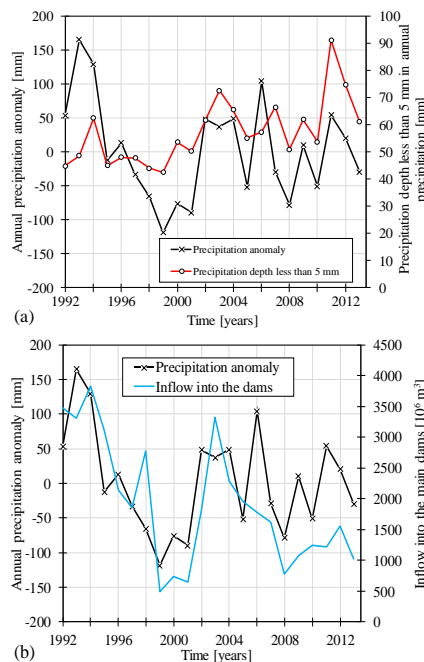 Annual precipitation anomaly [mm]
200
150
100
50
0
-50
-100
-150
-200
100
90
80
70
60
50
40
30
20
10
0
Precipitation depth less than 5 mm in annual
precipitation [mm]
Precipitation anomaly
Precipitation depth less than 5 mm
1992 1996 2000 2004 2008 2012
Time [years]
(a)
Annual precipitation anomaly [mm]
200
150
100
50
0
-50
-100
-150
-200
4500
4000
3500
3000
2500
2000
1500
1000
500
0
Inflow into the main dams [10⁶ m³]
Precipitation anomaly
Inflow into the dams
1992 1996 2000 2004 2008 2012
Time [years]
(b)